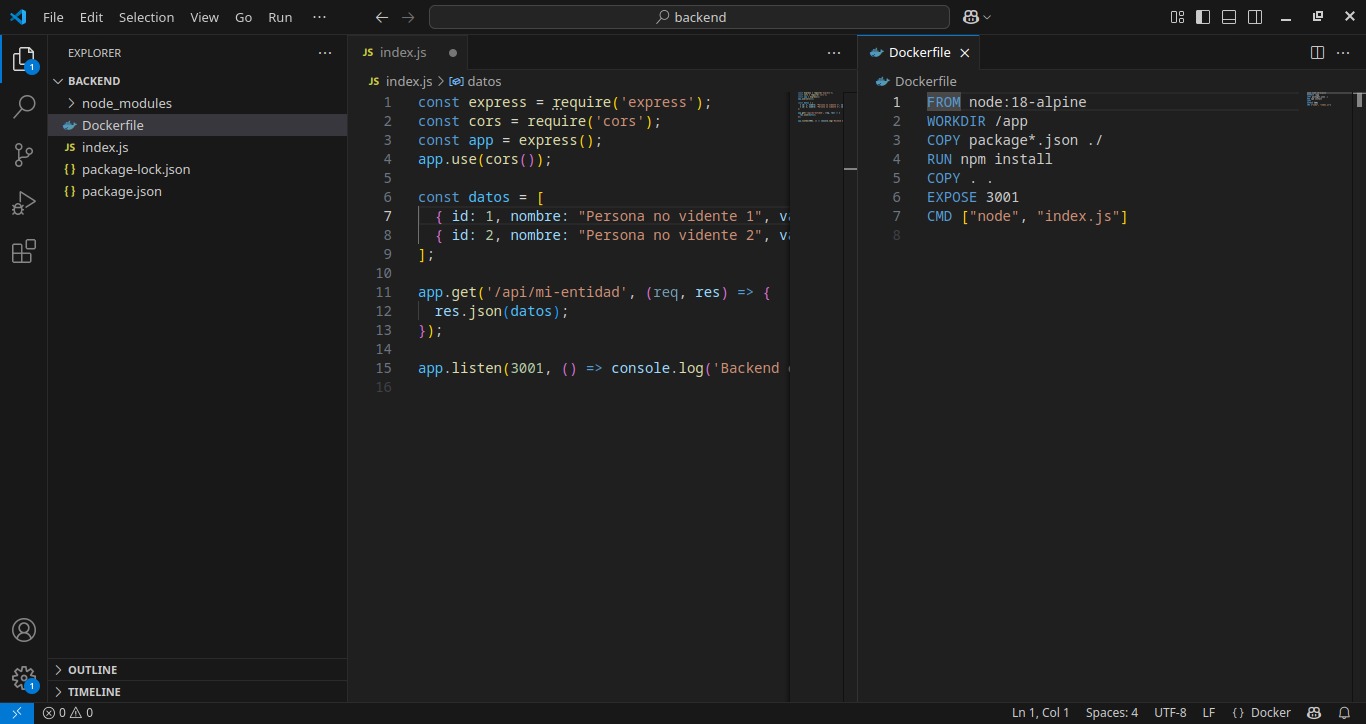 File Edit Selection View Go Run ···
backend
EXPLORER ···
BACKEND
node_modules
Dockerfile
JS index.js
{} package-lock.json
{} package.json
OUTLINE
TIMELINE
1
1
JS index.js
JS index.js > datos
1 const express = require('express');
2 const cors = require('cors');
3 const app = express();
4 app.use(cors());
5
6 const datos = [
7 { id: 1, nombre: "Persona no vidente 1", va
8 { id: 2, nombre: "Persona no vidente 2", va
9 ];
10
11 app.get('/api/mi-entidad', (req, res) => {
12 res.json(datos);
13 });
14
15 app.listen(3001, () => console.log('Backend
16
Dockerfile
Dockerfile
1 FROM node:18-alpine
2 WORKDIR /app
3 COPY package*.json ./
4 RUN npm install
5 COPY . .
6 EXPOSE 3001
7 CMD ["node", "index.js"]
8
0 0 Ln 1, Col 1 Spaces: 4 UTF-8 LF {} Docker